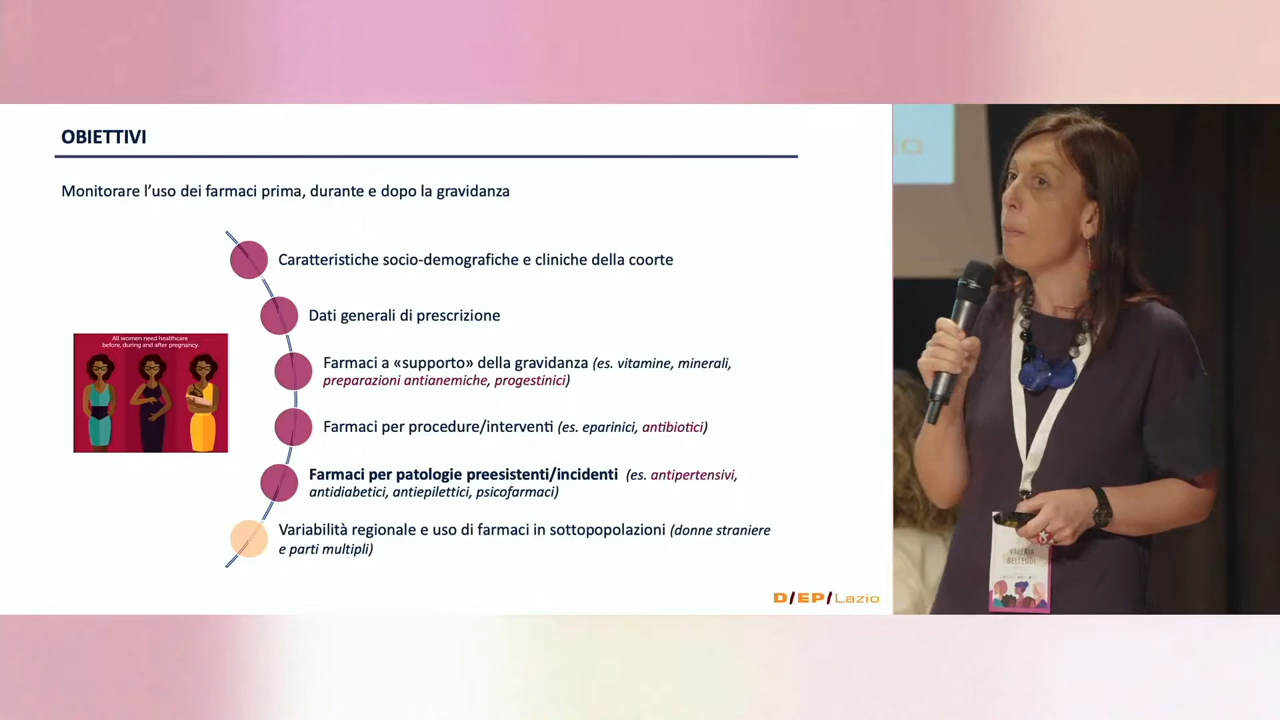 OBIETTIVI
Monitorare l'uso dei farmaci prima, durante e dopo la gravidanza
Caratteristiche socio-demografiche e cliniche della coorte
Dati generali di prescrizione
Farmaci a «supporto» della gravidanza (es. vitamine, minerali,
preparazioni antianemiche, progestinici)
All women need healthcare
before, during and after pregnancy.
Farmaci per procedure/interventi (es. eparinici, antibiotici)
Farmaci per patologie preesistenti/incidenti (es. antipertensivi,
antidiabetici, antiepilettici, psicofarmaci)
Variabilità regionale e uso di farmaci in sottopopolazioni (donne straniere
e parti multipli)
D/EP/Lazio
VALERIA
BELLEUDI